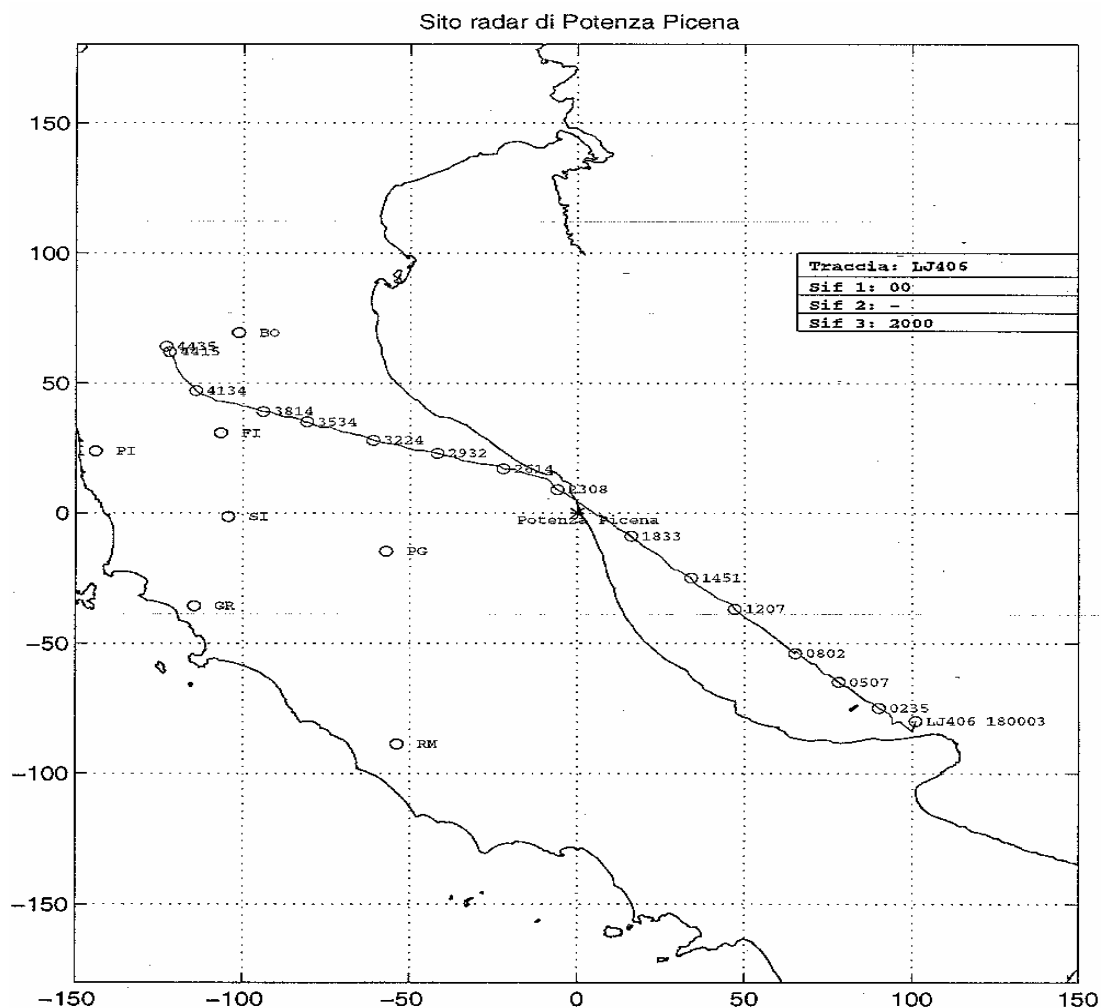 Sito radar di Potenza Picena
150
100
Traccia: LJ406
Sif 1: 00
Sif 2: -
Sif 3: 2000
BO
4435
4415
50
4134
3814
3534
FI
3224
PI
2932
2614
2308
0
SI
Potenza Picena
1833
PG
1451
GR
1207
-50
0802
0507
0235
LJ406 180003
RM
-100
-150
-150 -100 -50 0 50 100 150